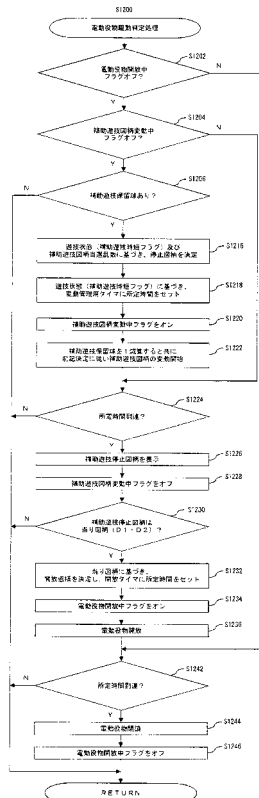 S1200
電動役物駆動判定処理
S1202
電動役物開放中
フラグオフ?
N
Y
S1204
補助遊技図柄変動中
フラグオフ?
N
Y
S1206
補助遊技保留球あり?
N
Y
遊技状態(補助遊技時短フラグ)及び
補助遊技図柄当選乱数に基づき、停止図柄を決定
S1216
遊技状態(補助遊技時短フラグ)に基づき、
変動管理用タイマに所定時間をセット
S1218
補助遊技図柄変動中フラグをオン
S1220
補助遊技保留球を1減算すると共に
前記決定に従い補助遊技図柄の変動開始
S1222
S1224
所定時間到達?
N
Y
補助遊技停止図柄を表示
S1226
補助遊技図柄変動中フラグをオフ
S1228
S1230
補助遊技停止図柄は
当り図柄(D1・D2)?
N
Y
当り図柄に基づき、
開放態様を決定し、開放タイマに所定時間をセット
S1232
電動役物開放中フラグをオン
S1234
電動役物開放
S1236
S1242
所定時間到達?
N
Y
電動役物閉鎖
S1244
電動役物開放中フラグをオフ
S1246
RETURN